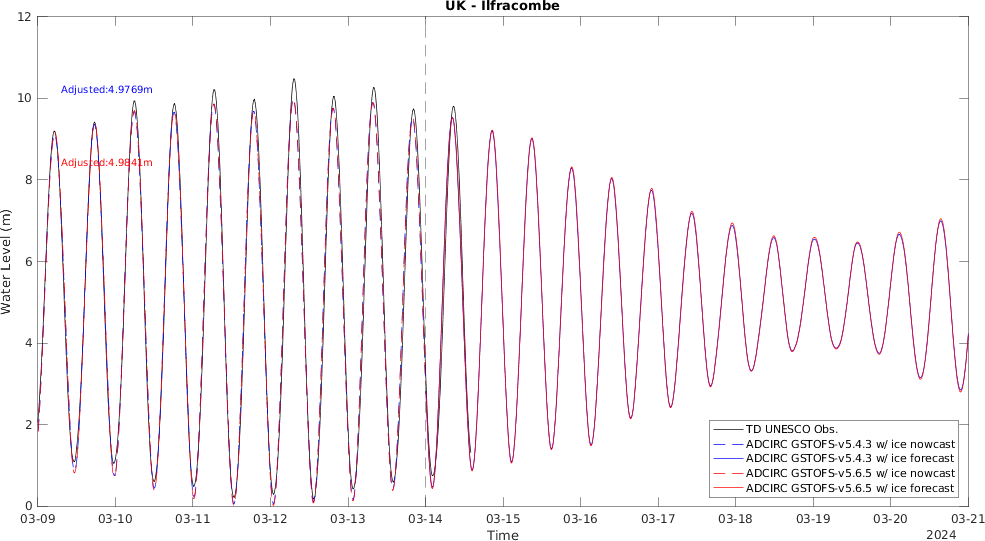 UK - Ilfracombe
12
10
8
6
4
2
0
Water Level (m)
Adjusted:4.9769m
Adjusted:4.9841m
TD UNESCO Obs.
ADCIRC GSTOFS-v5.4.3 w/ ice nowcast
ADCIRC GSTOFS-v5.4.3 w/ ice forecast
ADCIRC GSTOFS-v5.6.5 w/ ice nowcast
ADCIRC GSTOFS-v5.6.5 w/ ice forecast
03-09 03-10 03-11 03-12 03-13 03-14 03-15 03-16 03-17 03-18 03-19 03-20 03-21
Time
2024